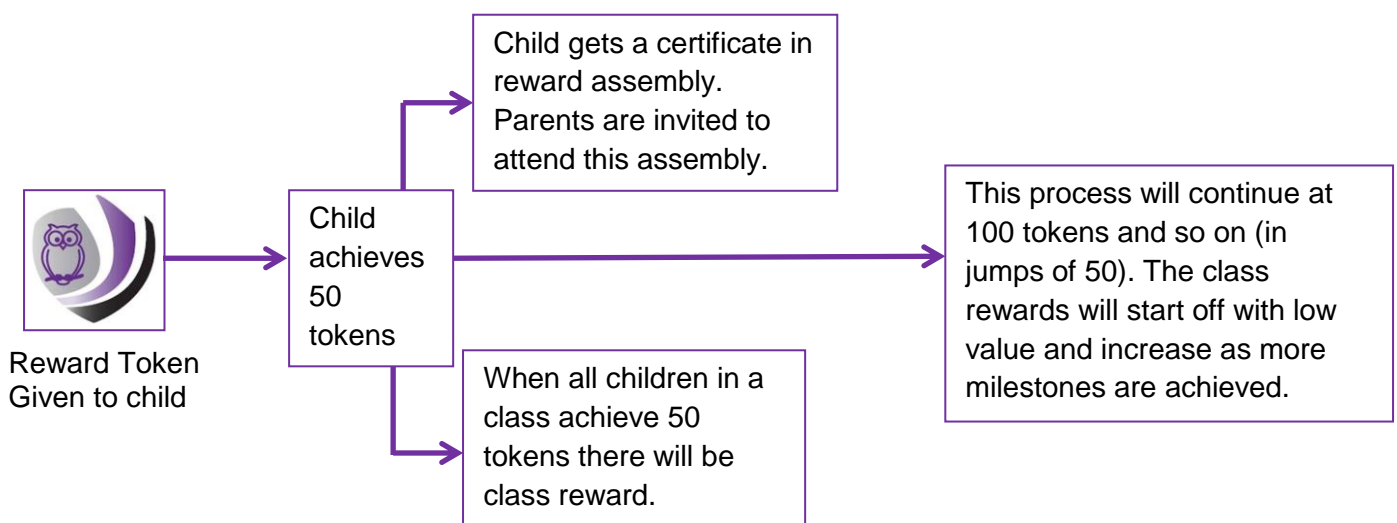 Child gets a certificate in
reward assembly.
Parents are invited to
attend this assembly.
Reward Token
Given to child
Child
achieves
50
tokens
This process will continue at
100 tokens and so on (in
jumps of 50). The class
rewards will start off with low
value and increase as more
milestones are achieved.
When all children in a
class achieve 50
tokens there will be
class reward.